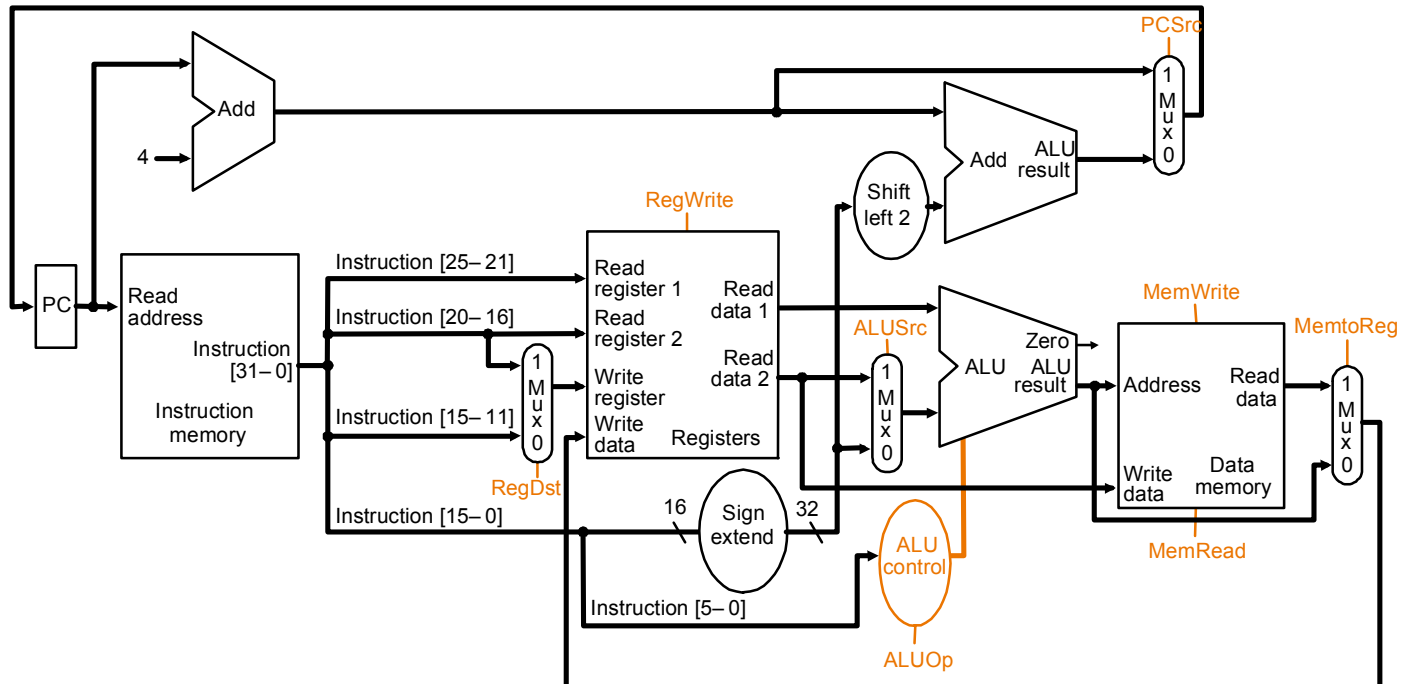 PCSrc
Add
4
1
M
u
x
0
Add
ALU
result
Shift
left 2
RegWrite
PC
Read
address
Instruction
[31– 0]
Instruction
memory
Instruction [25– 21]
Instruction [20– 16]
Instruction [15– 11]
Instruction [15– 0]
Instruction [5– 0]
1
M
u
x
0
RegDst
Read
register 1
Read
register 2
Write
register
Write
data
Read
data 1
Read
data 2
Registers
16
Sign
extend
32
ALUSrc
1
M
u
x
0
Zero
ALU
ALU
result
ALU
control
ALUOp
MemWrite
Address
Read
data
Write
data
Data
memory
MemRead
MemtoReg
1
M
u
x
0